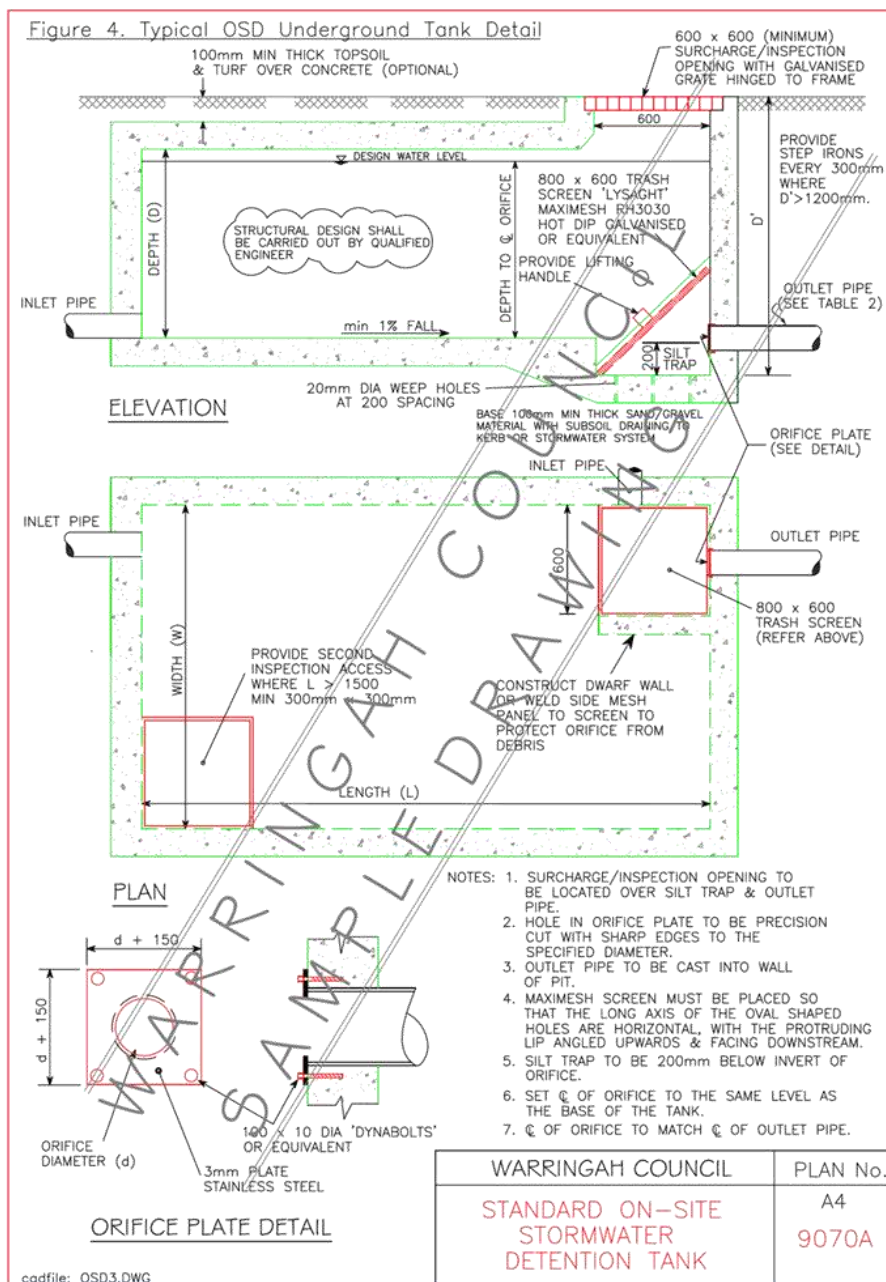 Figure 4. Typical OSD Underground Tank Detail
100mm MIN THICK TOPSOIL
& TURF OVER CONCRETE (OPTIONAL)
600 x 600 (MINIMUM)
SURCHARGE/INSPECTION
OPENING WITH GALVANISED
GRATE HINGED TO FRAME
600
DESIGN WATER LEVEL
PROVIDE
STEP IRONS
EVERY 300mm
WHERE
D'>1200mm.
D'
800 x 600 TRASH
SCREEN 'LYSAGHT'
MAXIMESH RH3030
HOT DIP GALVANISED
OR EQUIVALENT
PROVIDE LIFTING
HANDLE
STRUCTURAL DESIGN SHALL
BE CARRIED OUT BY QUALIFIED
ENGINEER
DEPTH (D)
DEPTH TO ℄ ORIFICE
INLET PIPE
OUTLET PIPE
(SEE TABLE 2)
min 1% FALL
200
SILT
TRAP
20mm DIA WEEP HOLES
AT 200 SPACING
ELEVATION
BASE 100mm MIN THICK SAND/GRAVEL
MATERIAL WITH SUBSOIL DRAINING TO
KERB OR STORMWATER SYSTEM
ORIFICE PLATE
(SEE DETAIL)
INLET PIPE
INLET PIPE
OUTLET PIPE
600
WIDTH (W)
800 x 600
TRASH SCREEN
(REFER ABOVE)
PROVIDE SECOND
INSPECTION ACCESS
WHERE L > 1500
MIN 300mm x 300mm
CONSTRUCT DWARF WALL
OR WELD SIDE MESH
PANEL TO SCREEN TO
PROTECT ORIFICE FROM
DEBRIS
LENGTH (L)
PLAN
WARRINGAH COUNCIL
SAMPLE DRAWING
NOTES: 1. SURCHARGE/INSPECTION OPENING TO
BE LOCATED OVER SILT TRAP & OUTLET
PIPE.
2. HOLE IN ORIFICE PLATE TO BE PRECISION
CUT WITH SHARP EDGES TO THE
SPECIFIED DIAMETER.
3. OUTLET PIPE TO BE CAST INTO WALL
OF PIT.
4. MAXIMESH SCREEN MUST BE PLACED SO
THAT THE LONG AXIS OF THE OVAL SHAPED
HOLES ARE HORIZONTAL, WITH THE PROTRUDING
LIP ANGLED UPWARDS & FACING DOWNSTREAM.
5. SILT TRAP TO BE 200mm BELOW INVERT OF
ORIFICE.
6. SET ℄ OF ORIFICE TO THE SAME LEVEL AS
THE BASE OF THE TANK.
7. ℄ OF ORIFICE TO MATCH ℄ OF OUTLET PIPE.
d + 150
d + 150
ORIFICE
DIAMETER (d)
100 x 10 DIA 'DYNABOLTS'
OR EQUIVALENT
3mm PLATE
STAINLESS STEEL
ORIFICE PLATE DETAIL
WARRINGAH COUNCIL
PLAN No.
STANDARD ON-SITE
STORMWATER
DETENTION TANK
A4
9070A
cadfile: OSD3.DWG